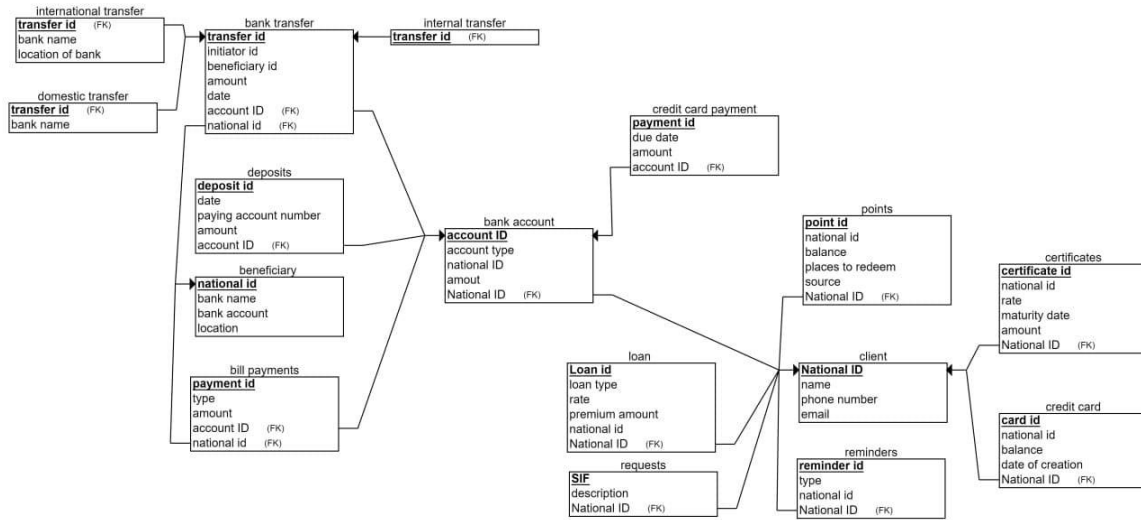 international transfer
transfer id (FK)
bank name
location of bank
domestic transfer
transfer id (FK)
bank name
bank transfer
transfer id
initiator id
beneficiary id
amount
date
account ID (FK)
national id (FK)
internal transfer
transfer id (FK)
deposits
deposit id
date
paying account number
amount
account ID (FK)
beneficiary
national id
bank name
bank account
location
bill payments
payment id
type
amount
account ID (FK)
national id (FK)
credit card payment
payment id
due date
amount
account ID (FK)
bank account
account ID
account type
national ID
amout
National ID (FK)
points
point id
national id
balance
places to redeem
source
National ID (FK)
certificates
certificate id
national id
rate
maturity date
amount
National ID (FK)
loan
Loan id
loan type
rate
premium amount
national id
National ID (FK)
client
National ID
name
phone number
email
credit card
card id
national id
balance
date of creation
National ID (FK)
requests
SIF
description
National ID (FK)
reminders
reminder id
type
national id
National ID (FK)